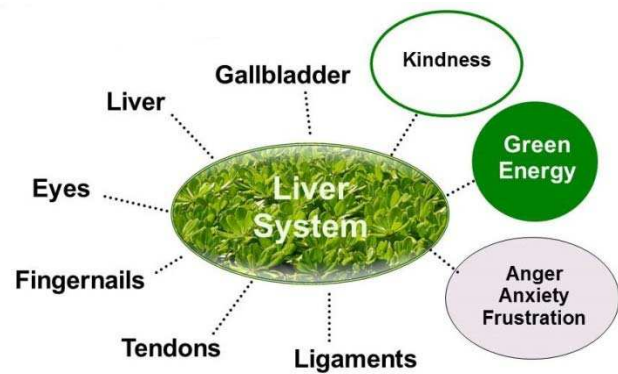 Kindness
Gallbladder
Liver
Green
Energy
Eyes
Liver
System
Fingernails
Anger
Anxiety
Frustration
Tendons
Ligaments